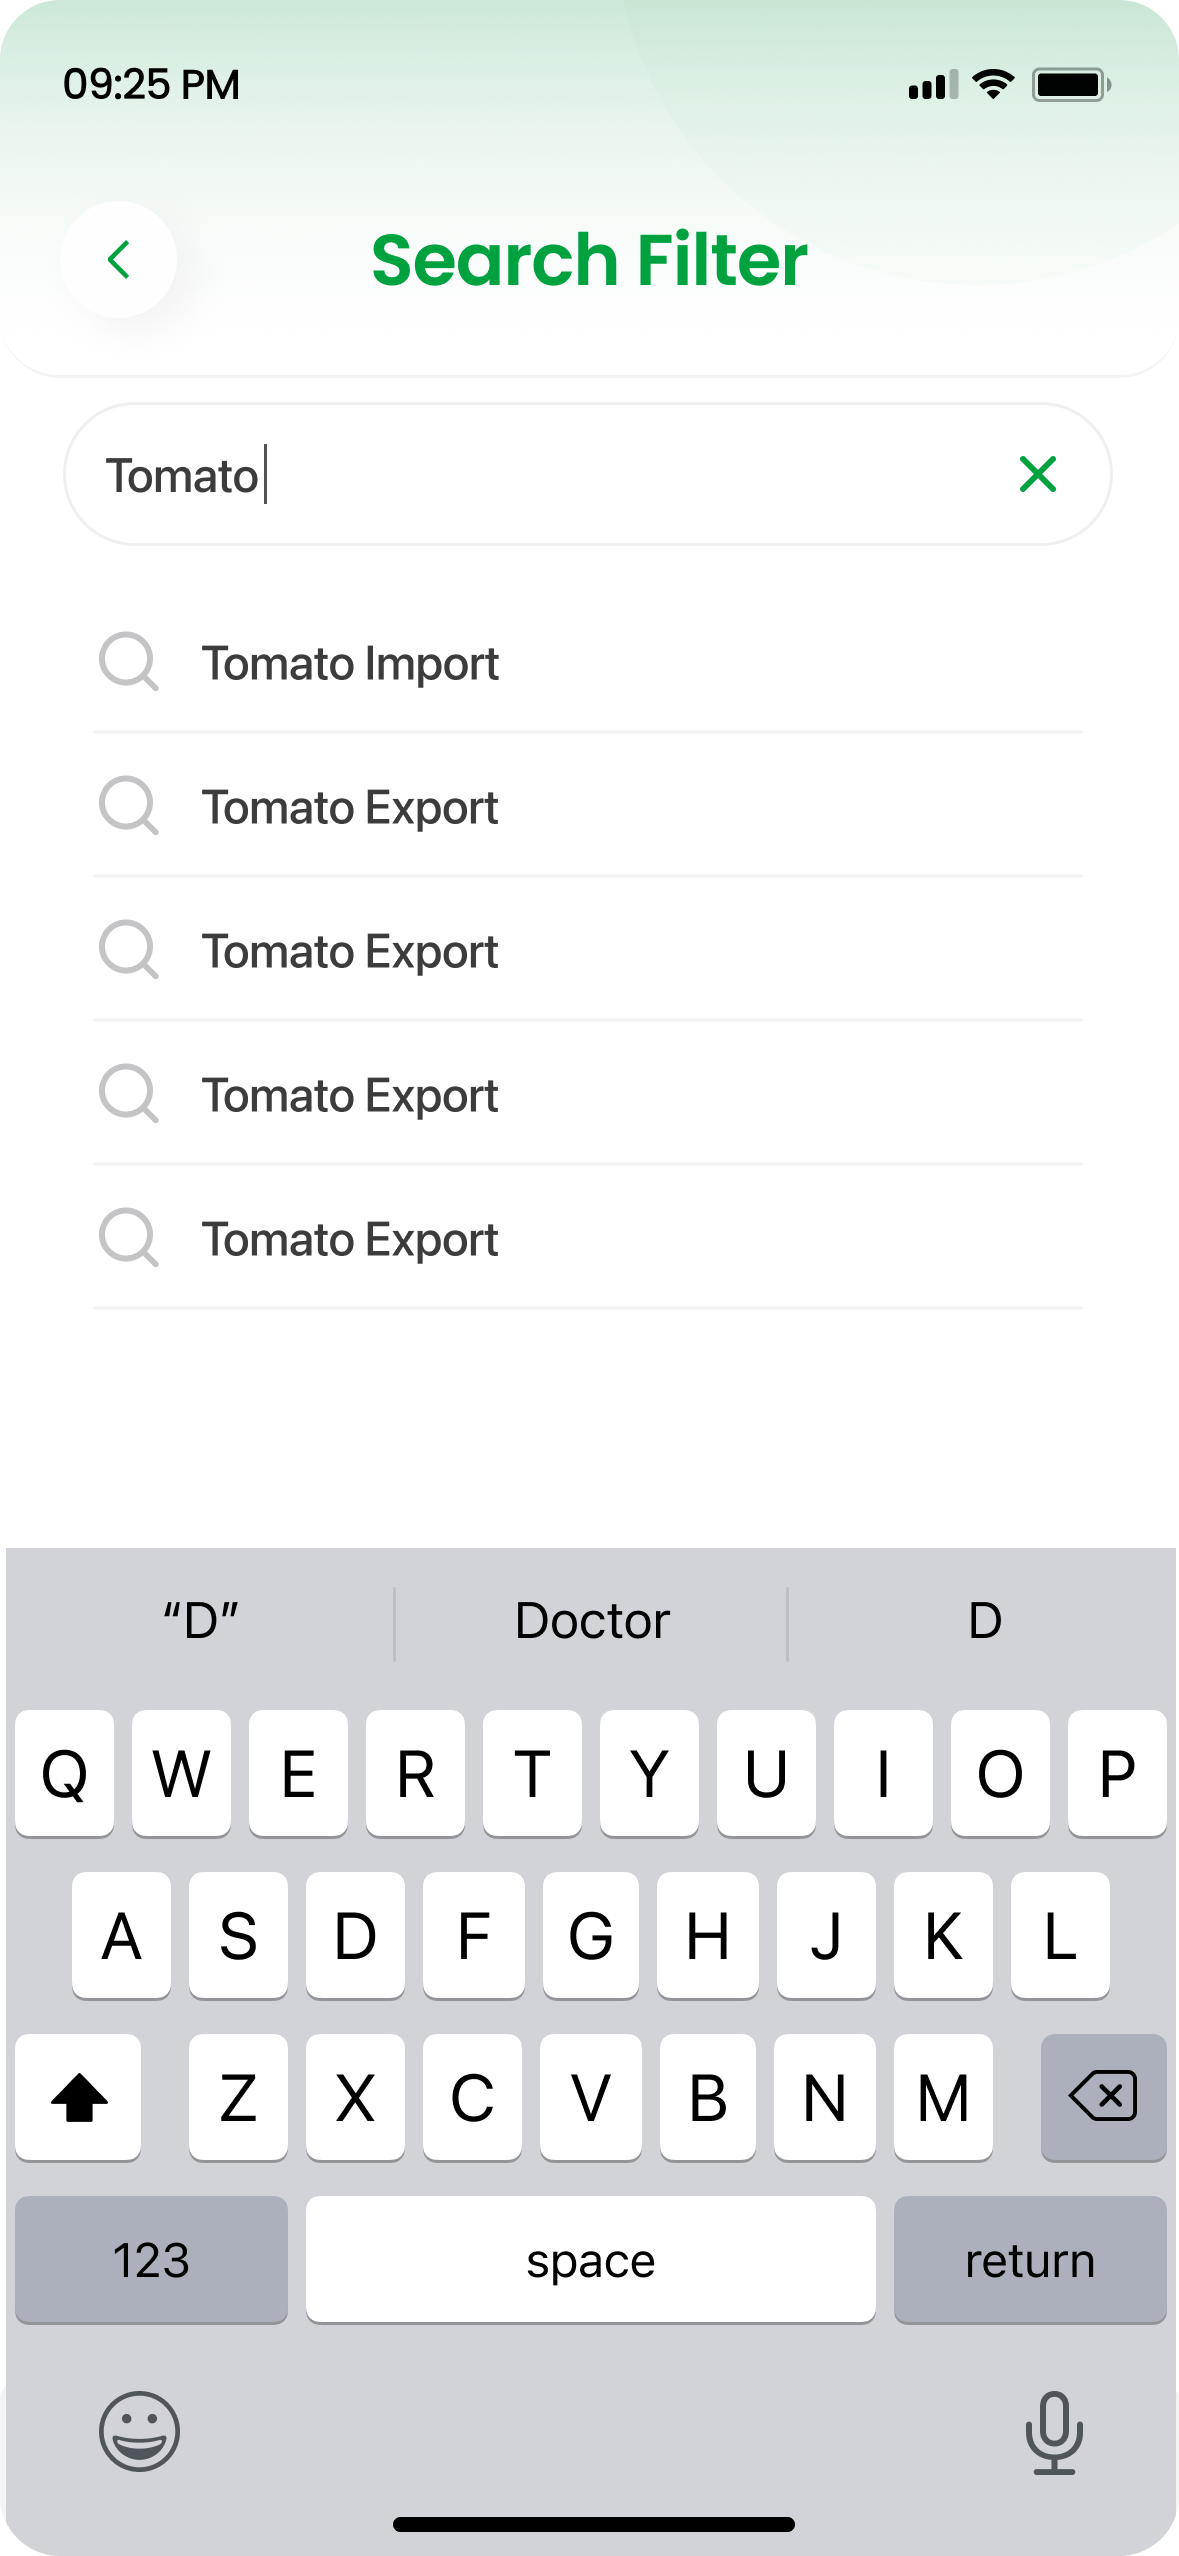 09:25 PM
Search Filter
Tomato
Tomato Import
Tomato Export
Tomato Export
Tomato Export
Tomato Export
“D” Doctor D
Q W E R T Y U I O P
A S D F G H J K L
Z X C V B N M
123 space return